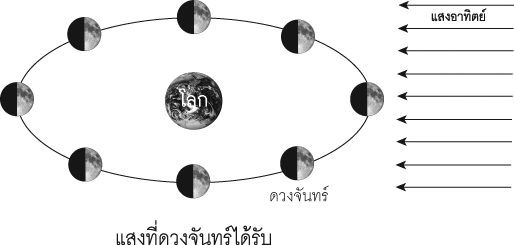 แสงอาทิตย์
โลก
ดวงจันทร์
แสงที่ดวงจันทร์ได้รับ